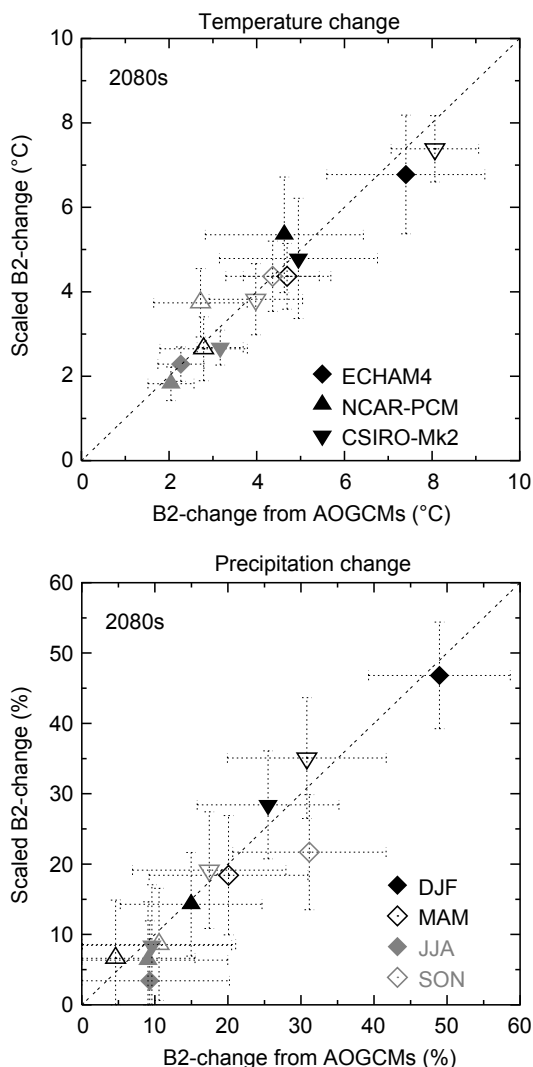 Temperature change
10
2080s
8
6
4
2
0
Scaled B2-change (°C)
ECHAM4
NCAR-PCM
CSIRO-Mk2
0 2 4 6 8 10
B2-change from AOGCMs (°C)
Precipitation change
60
2080s
50
40
30
20
10
0
Scaled B2-change (%)
DJF
MAM
JJA
SON
0 10 20 30 40 50 60
B2-change from AOGCMs (%)